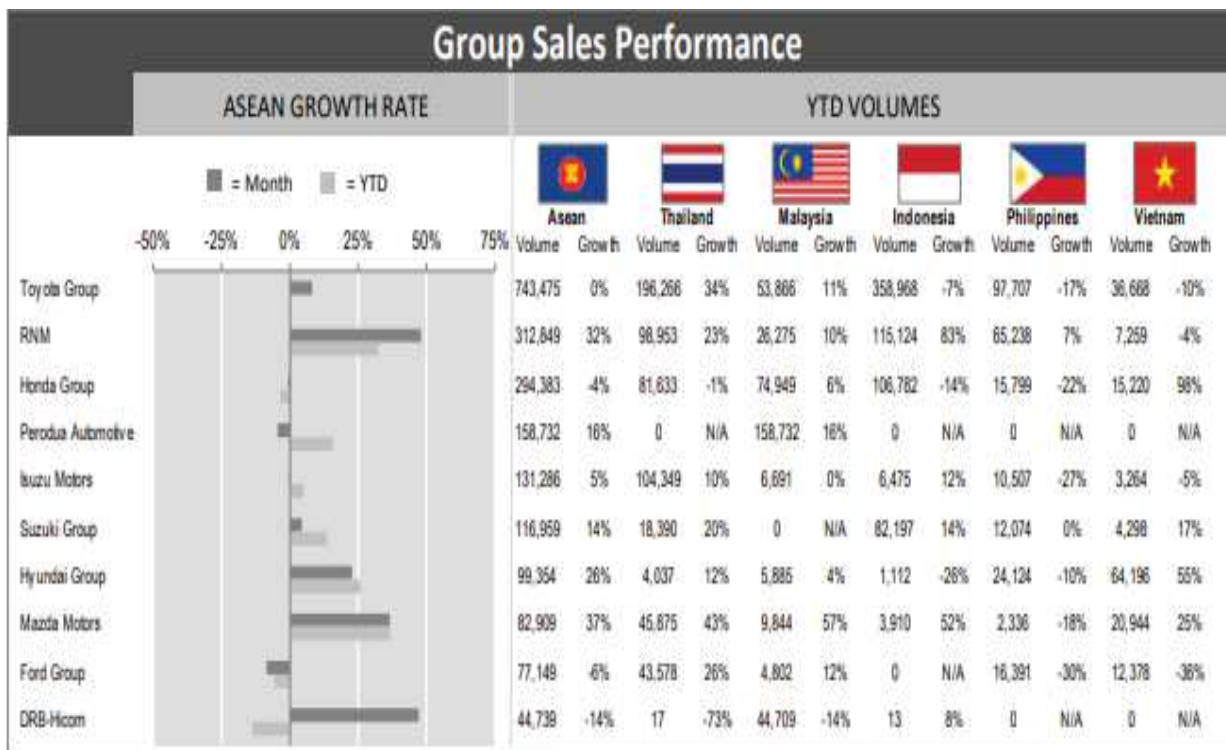 Group Sales Performance
ASEAN GROWTH RATE YTD VOLUMES
= Month = YTD
Asean Thailand Malaysia Indonesia Philippines Vietnam
-50% -25% 0% 25% 50% 75% Volume Growth Volume Growth Volume Growth Volume Growth Volume Growth Volume Growth
Toyota Group 743,475 0% 196,266 34% 53,866 11% 358,968 -7% 97,707 -17% 36,668 -10%
RNM 312,849 32% 98,953 23% 26,275 10% 115,124 83% 65,238 7% 7,259 -4%
Honda Group 294,383 -4% 81,633 -1% 74,949 6% 106,782 -14% 15,799 -22% 15,220 98%
Perodua Automotive 158,732 16% 0 N/A 158,732 16% 0 N/A 0 N/A 0 N/A
Isuzu Motors 131,286 5% 104,349 10% 6,691 0% 6,475 12% 10,507 -27% 3,264 -5%
Suzuki Group 116,959 14% 18,390 20% 0 N/A 82,197 14% 12,074 0% 4,298 17%
Hyundai Group 99,354 26% 4,037 12% 5,885 4% 1,112 -26% 24,124 -10% 64,196 55%
Mazda Motors 82,909 37% 45,875 43% 9,844 57% 3,910 52% 2,336 -18% 20,944 25%
Ford Group 77,149 -6% 43,578 26% 4,802 12% 0 N/A 16,391 -30% 12,378 -36%
DRB-Hicom 44,739 -14% 17 -73% 44,709 -14% 13 8% 0 N/A 0 N/A